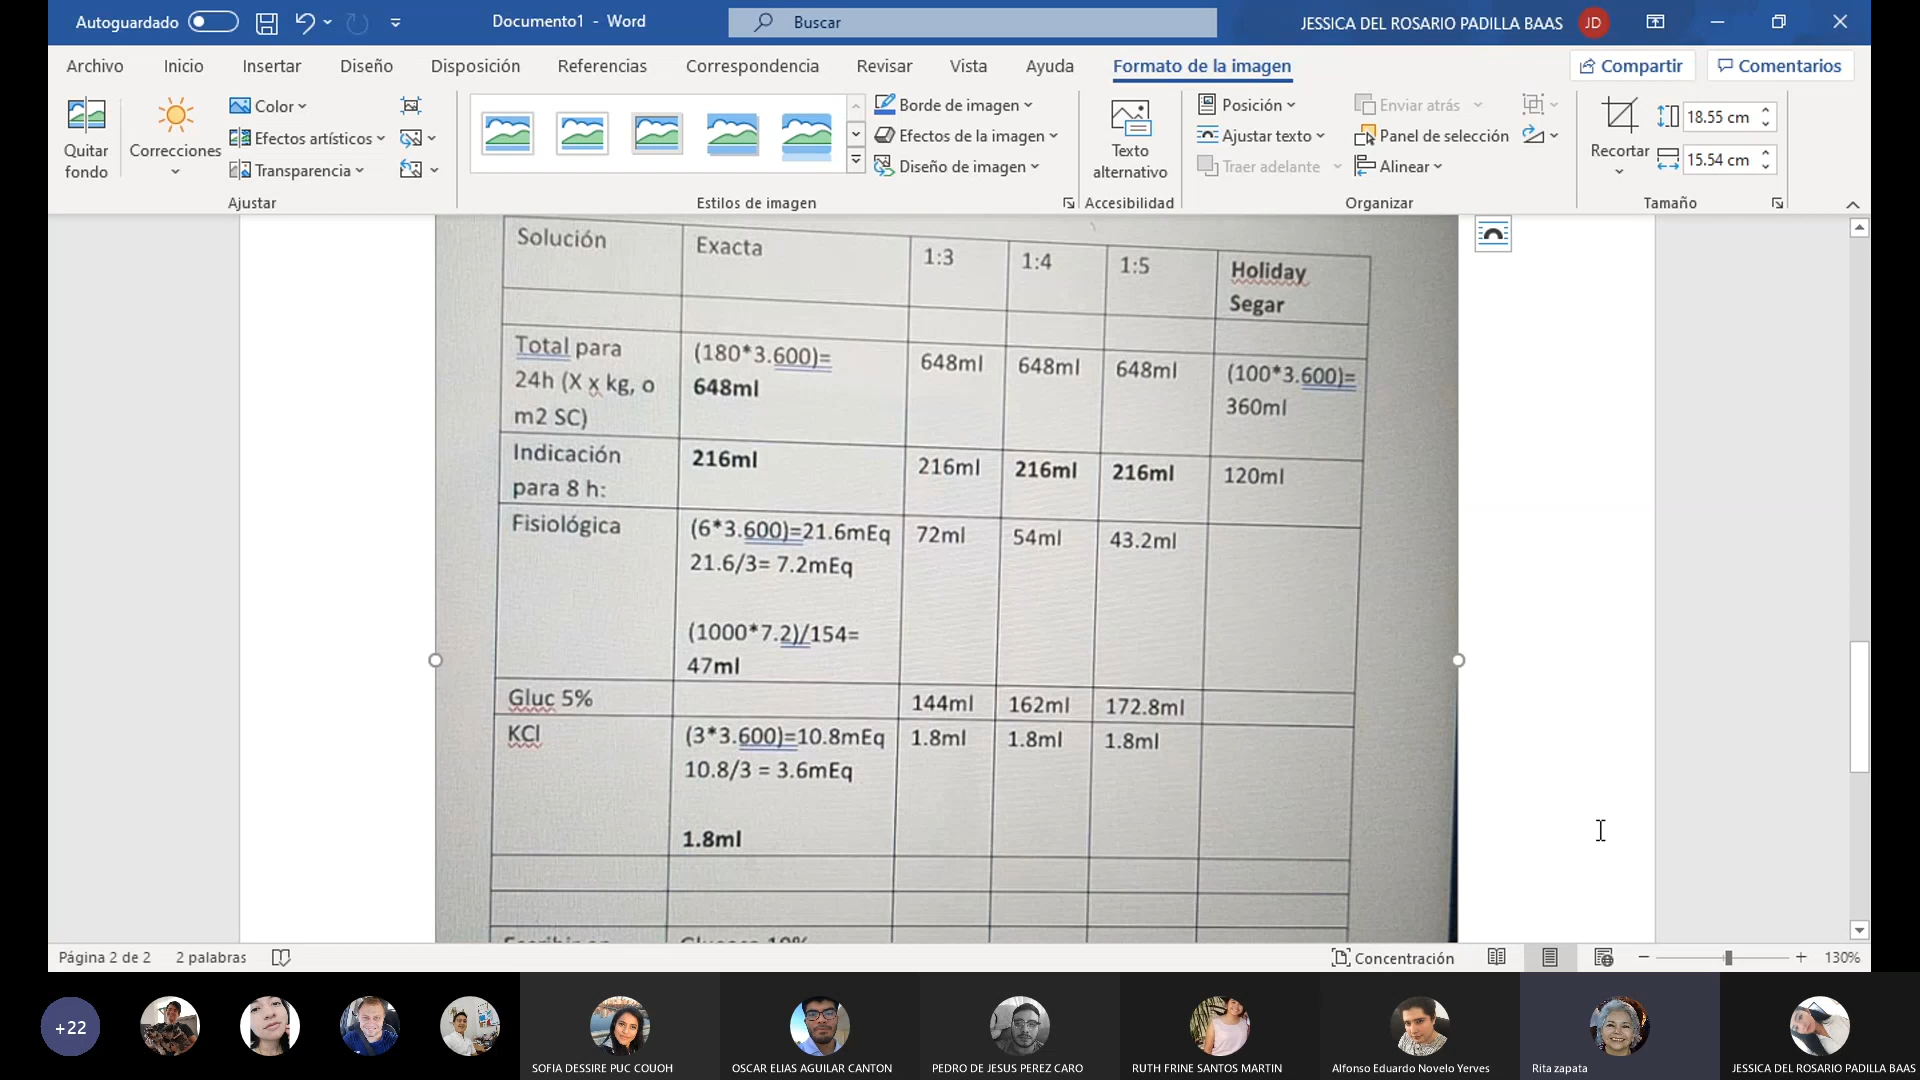 Autoguardado
Documento1 - Word
Buscar
JESSICA DEL ROSARIO PADILLA BAAS
JD
Archivo
Inicio
Insertar
Diseño
Disposición
Referencias
Correspondencia
Revisar
Vista
Ayuda
Formato de la imagen
Compartir
Comentarios
Quitar
fondo
Correcciones
Color
Efectos artísticos
Transparencia
Ajustar
Estilos de imagen
Borde de imagen
Efectos de la imagen
Diseño de imagen
Texto
alternativo
Accesibilidad
Posición
Ajustar texto
Traer adelante
Enviar atrás
Panel de selección
Alinear
Organizar
Recortar
18.55 cm
15.54 cm
Tamaño
Solución
Exacta
1:3
1:4
1:5
Holiday
Segar
Total para
24h (X x kg, o
m2 SC)
(180*3.600)=
648ml
648ml
648ml
648ml
(100*3.600)=
360ml
Indicación
para 8 h:
216ml
216ml
216ml
216ml
120ml
Fisiológica
(6*3.600)=21.6mEq
21.6/3= 7.2mEq
(1000*7.2)/154=
47ml
72ml
54ml
43.2ml
Gluc 5%
144ml
162ml
172.8ml
KCl
(3*3.600)=10.8mEq
10.8/3 = 3.6mEq
1.8ml
1.8ml
1.8ml
1.8ml
Página 2 de 2
2 palabras
Concentración
130%
+22
SOFIA DESSIRE PUC COUOH
OSCAR ELIAS AGUILAR CANTON
PEDRO DE JESUS PEREZ CARO
RUTH FRINE SANTOS MARTIN
Alfonso Eduardo Novelo Yerves
Rita zapata
JESSICA DEL ROSARIO PADILLA BAAS